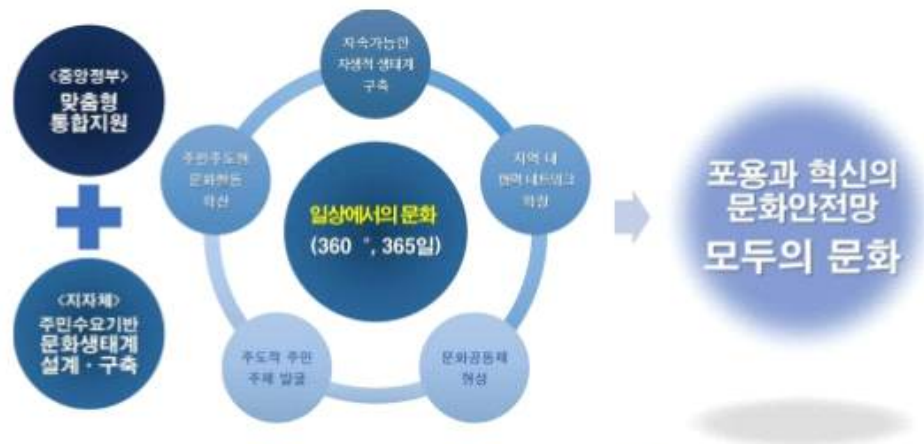 <중앙정부>
맞춤형
통합지원
<지자체>
주민수요기반
문화생태계
설계 · 구축
지속가능한
자생적 생태계
구축
주민주도형
문화활동
확산
지역 내
협력 네트워크
확장
일상에서의 문화
(360 °, 365일)
주도적 주민
주체 발굴
문화공동체
형성
포용과 혁신의
문화안전망
모두의 문화